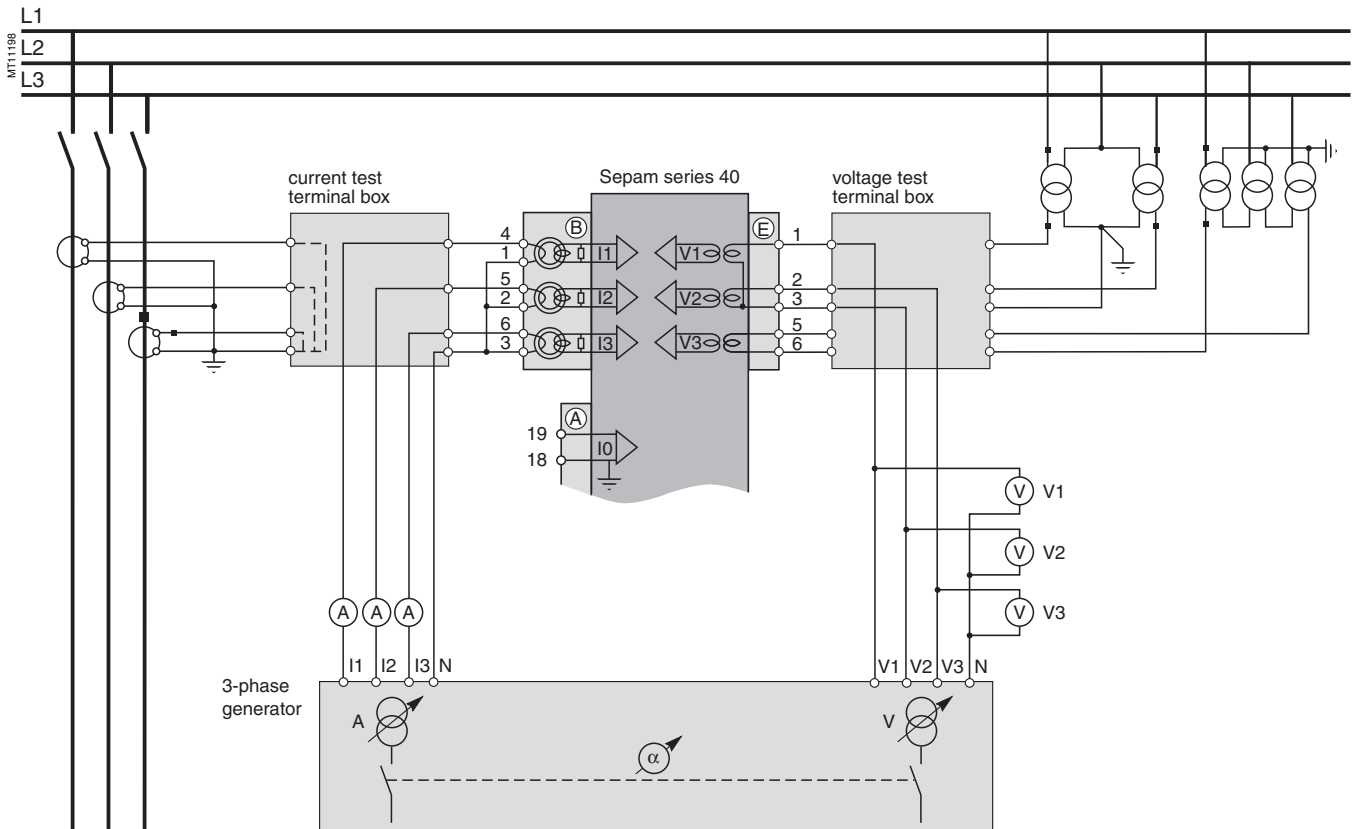 L1
MT11198
L2
L3
current test
terminal box
Sepam series 40
voltage test
terminal box
B
E
4
1
I1
V1
1
5
2
I2
V2
2
3
6
3
I3
V3
5
6
A
19
18
I0
V
V1
V
V2
V
V3
A
A
A
I1
I2
I3
N
V1
V2
V3
N
3-phase
generator
A
V
α